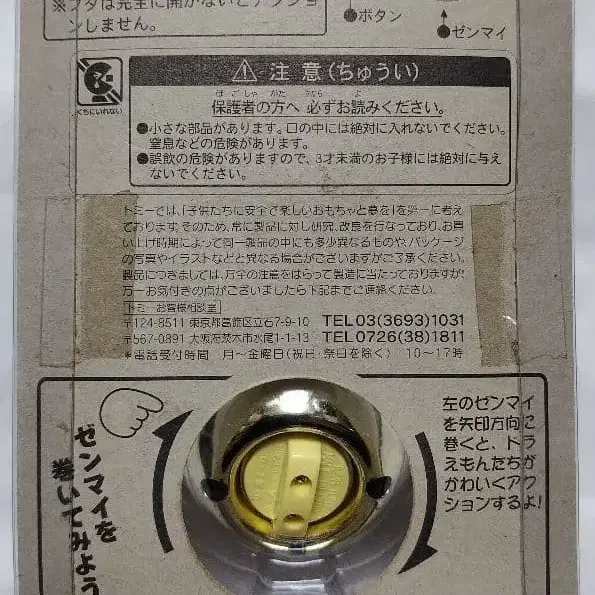 ※フタは完全に開かないとアクショ
ンしません。
●ボタン
●ゼンマイ
くちにいれない
⚠ 注意(ちゅうい)
保護者の方へ 必ずお読みください。
ほごしゃ かた かなら よ
●小さな部品があります。口の中には絶対に入れないでください。
窒息などの危険があります。
●誤飲の危険がありますので、3才未満のお子様には絶対に与え
ないでください。
トミーでは、「子供たちに安全で楽しいおもちゃと夢を」を第一に考え
ております。そのため、常に製品に対し研究、改良を行なっており、お買
い上げ時期によって同一製品の中にも多少異なるものや、パッケージ
の写真やイラストなどと異なる場合がございますがご了承ください。
製品につきましては、万全の注意をはらって製造に当たっておりますが
万一お気付きの点がございましたら下記までご連絡ください。
[トミーお客様相談室]
〒124-8511 東京都葛飾区立石7-9-10 TEL03(3693)1031
〒567-0891 大阪府茨木市水尾1-1-13 TEL0726(38)1811
*電話受付時間 月〜金曜日(祝日・祭日を除く) 10〜17時
ゼンマイを
巻いてみよう
左のゼンマイ
を矢印方向に
巻くと、ドラ
えもんたちが
かわいくアク
ションするよ!